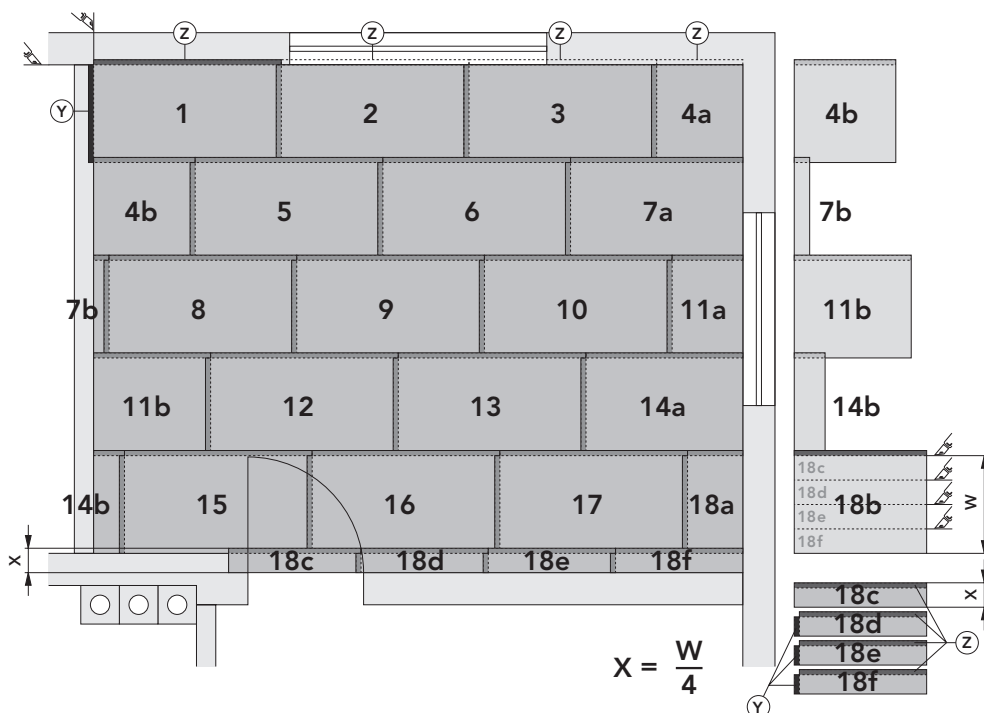 Z Z Z Z
Y 1 2 3 4a 4b
4b 5 6 7a 7b
7b 8 9 10 11a 11b
11b 12 13 14a 14b
18c
18d
14b 15 16 17 18a 18b W
18e
18f
X 18c 18d 18e 18f
18c X
18d
Z
18e
X = W
4
18f
Y